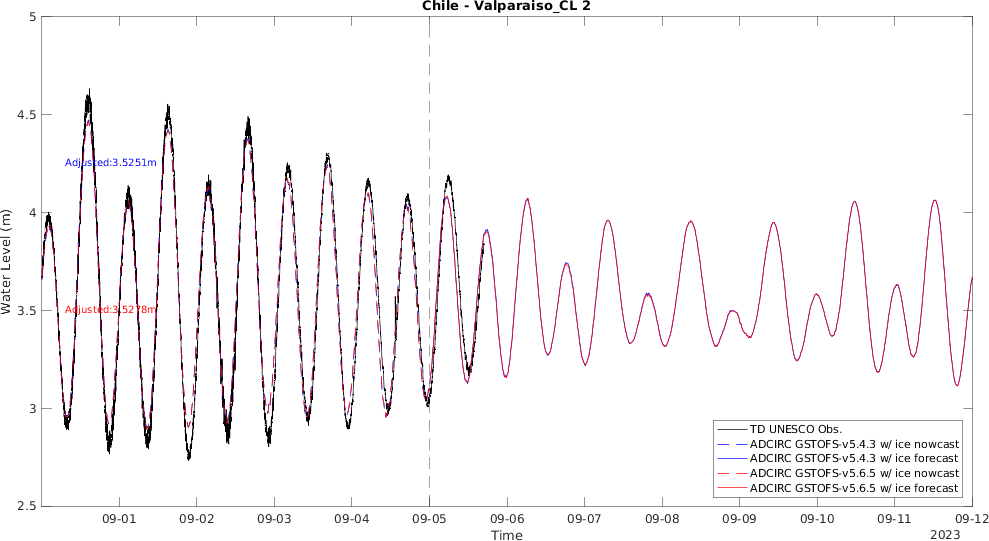 Chile - Valparaiso_CL 2
5
4.5
4
3.5
3
2.5
Water Level (m)
Adjusted:3.5251m
Adjusted:3.5278m
TD UNESCO Obs.
ADCIRC GSTOFS-v5.4.3 w/ ice nowcast
ADCIRC GSTOFS-v5.4.3 w/ ice forecast
ADCIRC GSTOFS-v5.6.5 w/ ice nowcast
ADCIRC GSTOFS-v5.6.5 w/ ice forecast
09-01 09-02 09-03 09-04 09-05 09-06 09-07 09-08 09-09 09-10 09-11 09-12
Time
2023